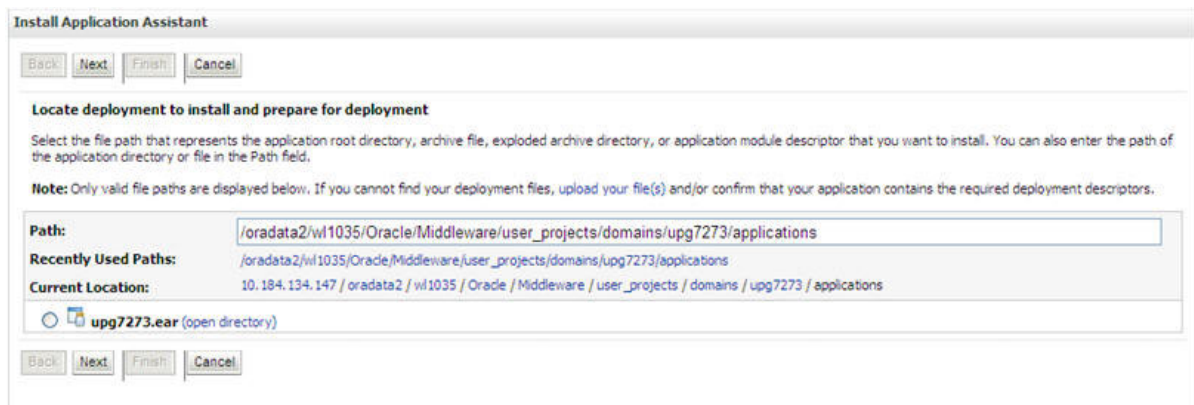 Install Application Assistant
Back Next Finish Cancel
Locate deployment to install and prepare for deployment
Select the file path that represents the application root directory, archive file, exploded archive directory, or application module descriptor that you want to install. You can also enter the path of
the application directory or file in the Path field.
Note: Only valid file paths are displayed below. If you cannot find your deployment files, upload your file(s) and/or confirm that your application contains the required deployment descriptors.
Path: /oradata2/wl1035/Oracle/Middleware/user_projects/domains/upg7273/applications
Recently Used Paths: /oradata2/wl1035/Oracle/Middleware/user_projects/domains/upg7273/applications
Current Location: 10.184.134.147 / oradata2 / wl1035 / Oracle / Middleware / user_projects / domains / upg7273 / applications
upg7273.ear (open directory)
Back Next Finish Cancel